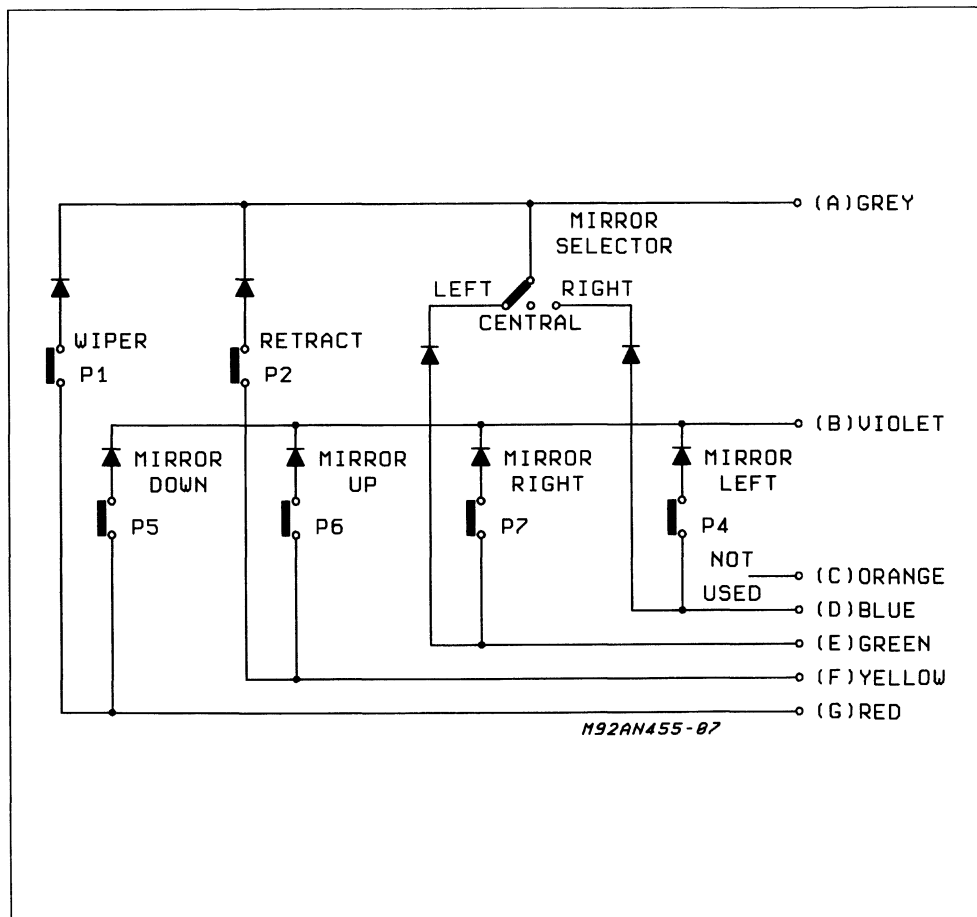 (A)GREY
MIRROR
SELECTOR
LEFT
RIGHT
CENTRAL
WIPER
P1
RETRACT
P2
(B)VIOLET
MIRROR
DOWN
P5
MIRROR
UP
P6
MIRROR
RIGHT
P7
MIRROR
LEFT
P4
NOT
USED
(C)ORANGE
(D)BLUE
(E)GREEN
(F)YELLOW
(G)RED
M92AN455-07